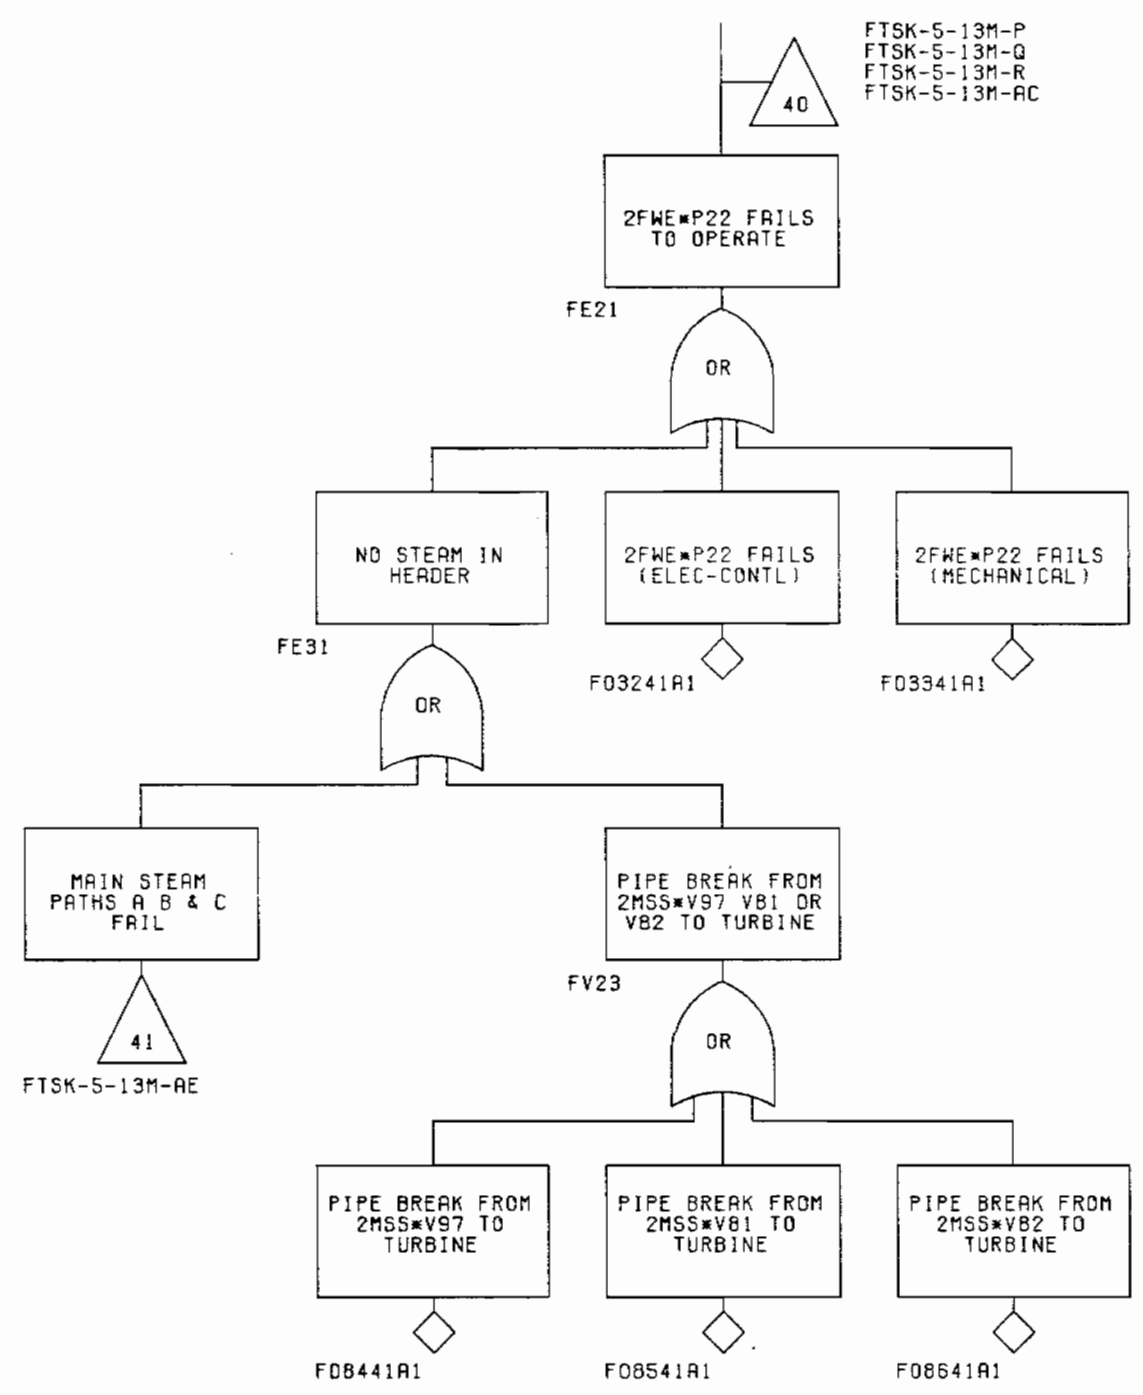 FTSK-5-13M-P
FTSK-5-13M-Q
FTSK-5-13M-R
FTSK-5-13M-AC
40
2FWE*P22 FAILS
TO OPERATE
FE21
OR
NO STEAM IN
HEADER
2FWE*P22 FAILS
(ELEC-CONTL)
2FWE*P22 FAILS
(MECHANICAL)
FE31
F03241A1
F03341A1
OR
MAIN STEAM
PATHS A B & C
FAIL
PIPE BREAK FROM
2MSS*V97 V81 OR
V82 TO TURBINE
FV23
41
FTSK-5-13M-AE
OR
PIPE BREAK FROM
2MSS*V97 TO
TURBINE
PIPE BREAK FROM
2MSS*V81 TO
TURBINE
PIPE BREAK FROM
2MSS*V82 TO
TURBINE
F08441A1
F08541A1
F08641A1